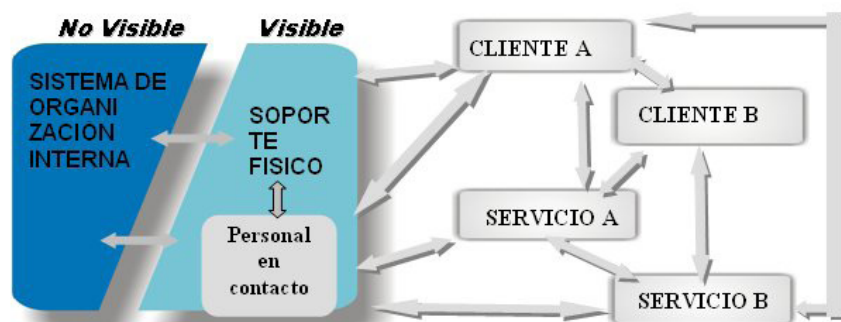 No Visible
Visible
SISTEMA DE
ORGANI
ZACION
INTERNA
SOPOR
TE
FISICO
Personal
en
contacto
CLIENTE A
CLIENTE B
SERVICIO A
SERVICIO B